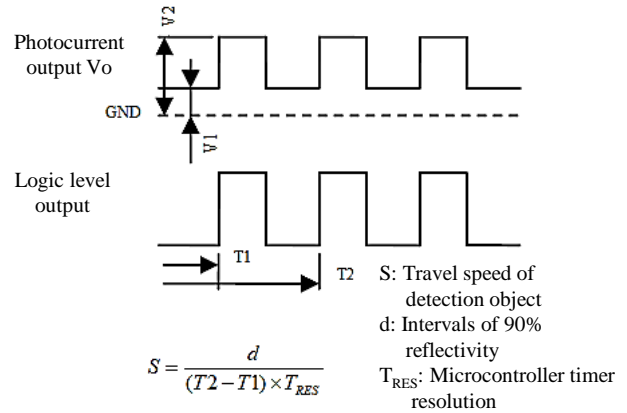 V2
Photocurrent
output Vo
GND
V1
Logic level
output
T1
T2
S: Travel speed of
detection object
d: Intervals of 90%
reflectivity
T_RES: Microcontroller timer
resolution
S = d / ((T2 − T1) × T_RES)